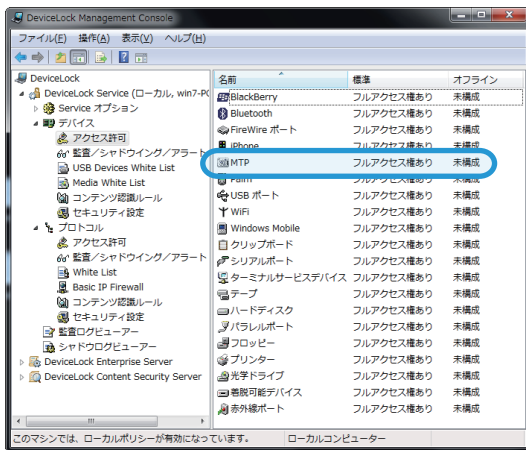 DeviceLock Management Console
ファイル(F) 操作(A) 表示(V) ヘルプ(H)
DeviceLock
DeviceLock Service (ローカル, win7-PC
Service オプション
デバイス
アクセス許可
監査／シャドウイング／アラート
USB Devices White List
Media White List
コンテンツ認識ルール
セキュリティ設定
プロトコル
アクセス許可
監査／シャドウイング／アラート
White List
Basic IP Firewall
コンテンツ認識ルール
セキュリティ設定
監査ログビューアー
シャドウログビューアー
DeviceLock Enterprise Server
DeviceLock Content Security Server
名前 標準 オフライン
BlackBerry フルアクセス権あり 未構成
Bluetooth フルアクセス権あり 未構成
FireWire ポート フルアクセス権あり 未構成
iPhone フルアクセス権あり 未構成
MTP フルアクセス権あり 未構成
Palm フルアクセス権あり 未構成
USB ポート フルアクセス権あり 未構成
WiFi フルアクセス権あり 未構成
Windows Mobile フルアクセス権あり 未構成
クリップボード フルアクセス権あり 未構成
シリアルポート フルアクセス権あり 未構成
ターミナルサービスデバイス フルアクセス権あり 未構成
テープ フルアクセス権あり 未構成
ハードディスク フルアクセス権あり 未構成
パラレルポート フルアクセス権あり 未構成
フロッピー フルアクセス権あり 未構成
プリンター フルアクセス権あり 未構成
光学ドライブ フルアクセス権あり 未構成
着脱可能デバイス フルアクセス権あり 未構成
赤外線ポート フルアクセス権あり 未構成
このマシンでは、ローカルポリシーが有効になっています。 ローカルコンピューター